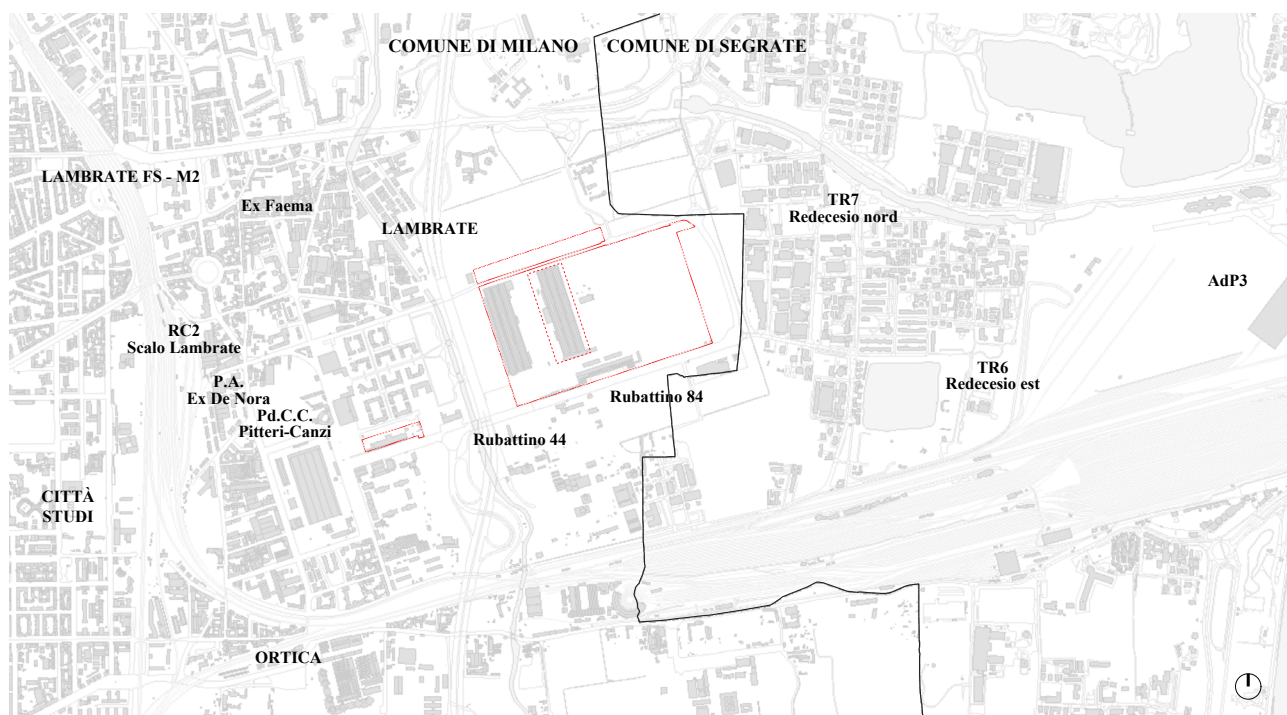 COMUNE DI MILANO
COMUNE DI SEGRATE
LAMBRATE FS - M2
Ex Faema
TR7
Redecesio nord
LAMBRATE
AdP3
RC2
Scalo Lambrate
TR6
Redecesio est
P.A.
Ex De Nora
Rubattino 84
Pd.C.C.
Pitteri-Canzi
Rubattino 44
CITTÀ
STUDI
ORTICA